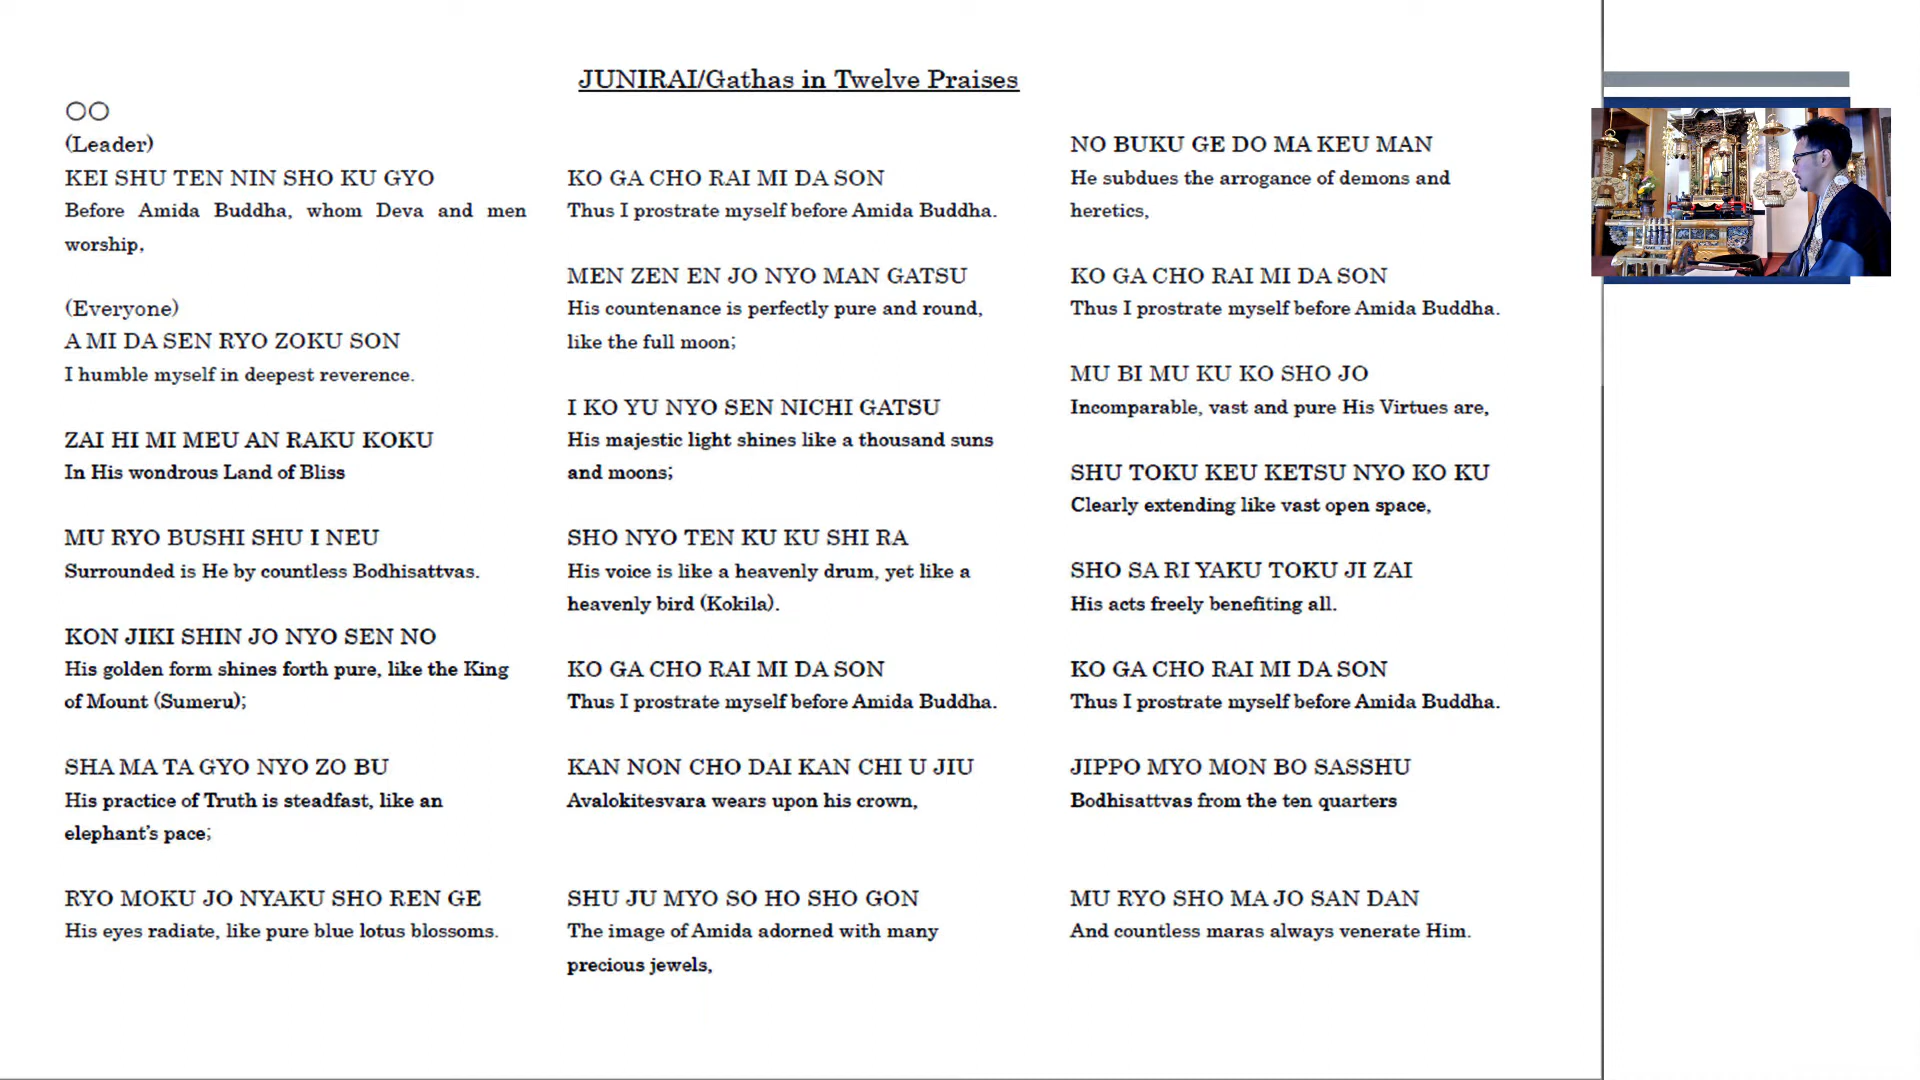 JUNIRAI/Gathas in Twelve Praises
○○
(Leader)
KEI SHU TEN NIN SHO KU GYO
Before Amida Buddha, whom Deva and men
worship,
(Everyone)
A MI DA SEN RYO ZOKU SON
I humble myself in deepest reverence.
ZAI HI MI MEU AN RAKU KOKU
In His wondrous Land of Bliss
MU RYO BUSHI SHU I NEU
Surrounded is He by countless Bodhisattvas.
KON JIKI SHIN JO NYO SEN NO
His golden form shines forth pure, like the King
of Mount (Sumeru);
SHA MA TA GYO NYO ZO BU
His practice of Truth is steadfast, like an
elephant's pace;
RYO MOKU JO NYAKU SHO REN GE
His eyes radiate, like pure blue lotus blossoms.
KO GA CHO RAI MI DA SON
Thus I prostrate myself before Amida Buddha.
MEN ZEN EN JO NYO MAN GATSU
His countenance is perfectly pure and round,
like the full moon;
I KO YU NYO SEN NICHI GATSU
His majestic light shines like a thousand suns
and moons;
SHO NYO TEN KU KU SHI RA
His voice is like a heavenly drum, yet like a
heavenly bird (Kokila).
KO GA CHO RAI MI DA SON
Thus I prostrate myself before Amida Buddha.
KAN NON CHO DAI KAN CHI U JIU
Avalokitesvara wears upon his crown,
SHU JU MYO SO HO SHO GON
The image of Amida adorned with many
precious jewels,
NO BUKU GE DO MA KEU MAN
He subdues the arrogance of demons and
heretics,
KO GA CHO RAI MI DA SON
Thus I prostrate myself before Amida Buddha.
MU BI MU KU KO SHO JO
Incomparable, vast and pure His Virtues are,
SHU TOKU KEU KETSU NYO KO KU
Clearly extending like vast open space,
SHO SA RI YAKU TOKU JI ZAI
His acts freely benefiting all.
KO GA CHO RAI MI DA SON
Thus I prostrate myself before Amida Buddha.
JIPPO MYO MON BO SASSHU
Bodhisattvas from the ten quarters
MU RYO SHO MA JO SAN DAN
And countless maras always venerate Him.